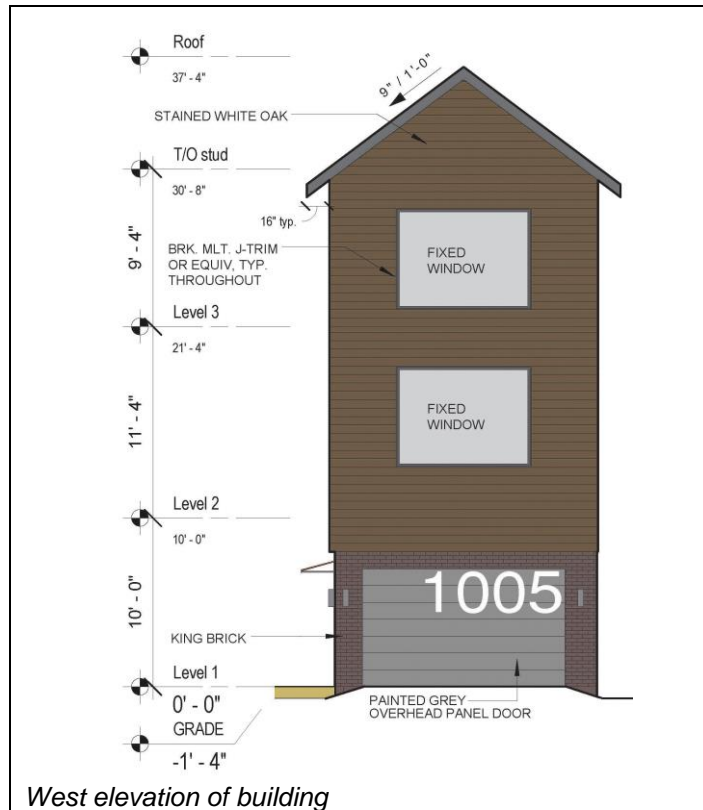 Roof
37' - 4"
9" / 1'-0"
STAINED WHITE OAK
T/O stud
30' - 8"
16" typ.
9' - 4"
BRK. MLT. J-TRIM
OR EQUIV, TYP.
THROUGHOUT
FIXED
WINDOW
Level 3
21' - 4"
11' - 4"
FIXED
WINDOW
Level 2
10' - 0"
10' - 0"
1005
KING BRICK
Level 1
0' - 0"
PAINTED GREY
OVERHEAD PANEL DOOR
GRADE
-1' - 4"
West elevation of building